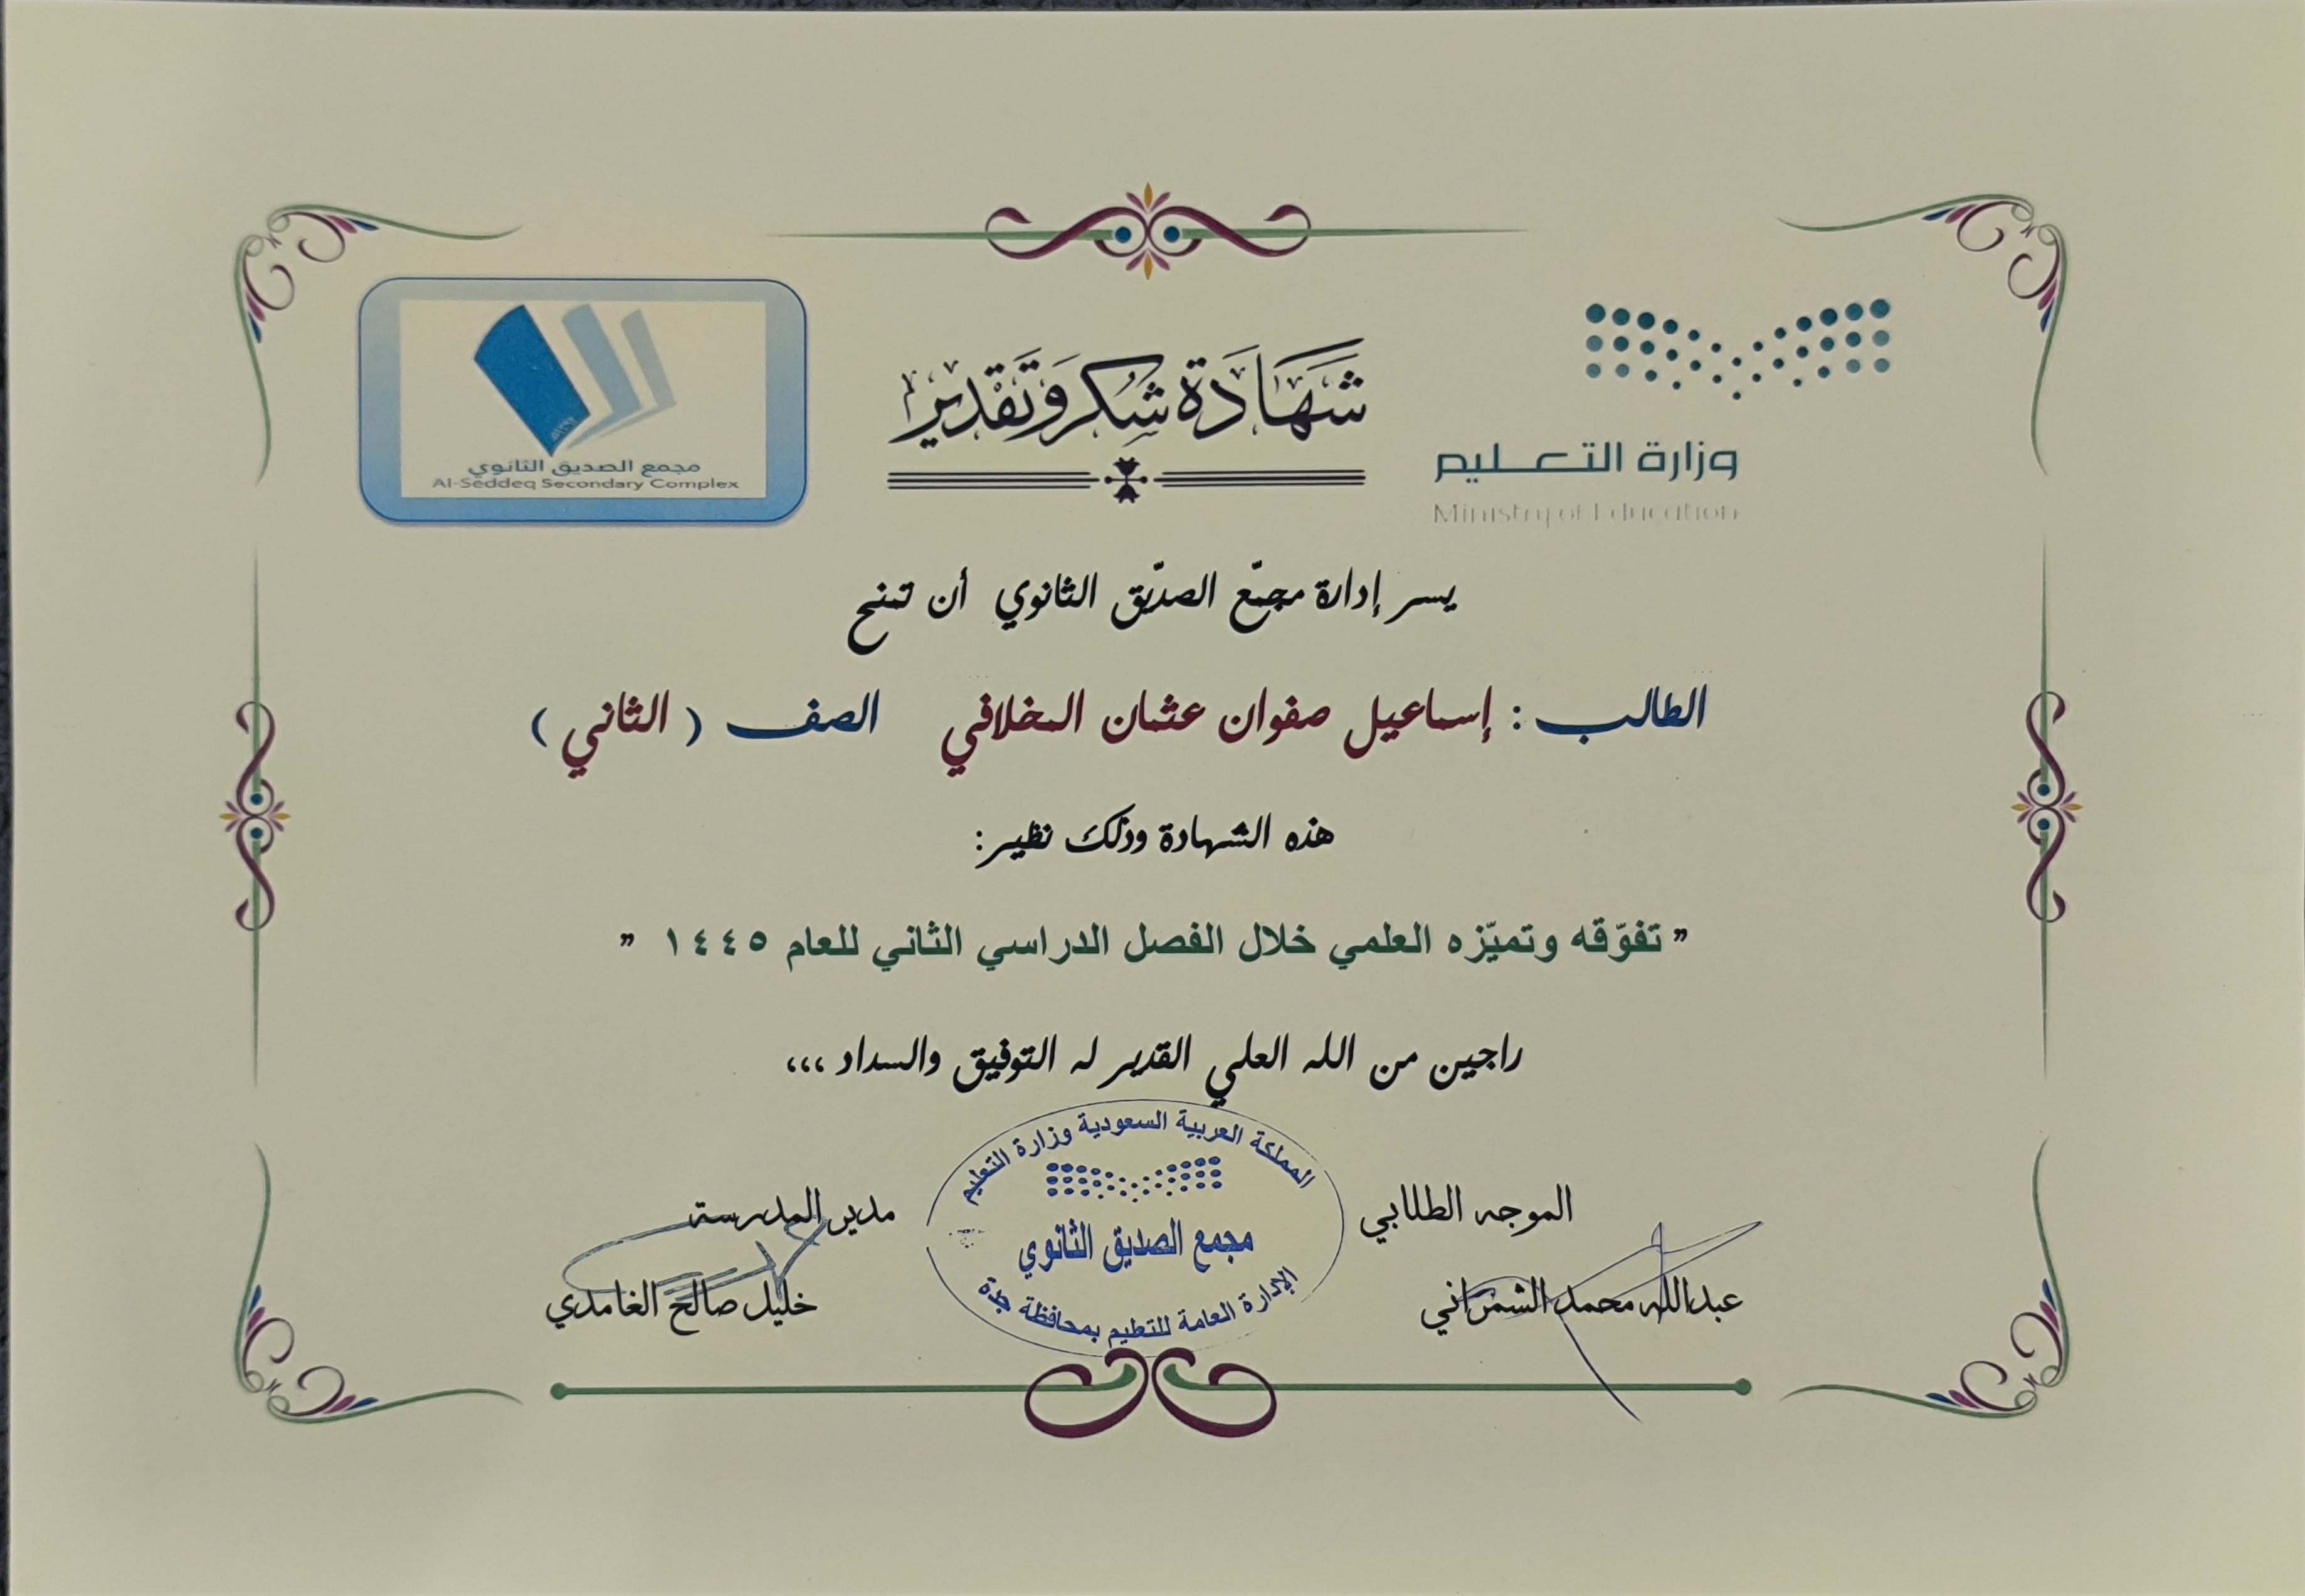 شهادة شكر وتقدير
وزارة التعليم
Ministry of Education
مجمع الصديق الثانوي
Al-Seddeq Secondary Complex
يسر إدارة مجمّع الصدّيق الثانوي أن تمنح
الطالب : إسماعيل صفوان عثمان المخلافي الصف ( الثاني )
هذه الشهادة وذلك نظير:
" تفوّقه وتميّزه العلمي خلال الفصل الدراسي الثاني للعام ١٤٤٥ "
راجين من الله العلي القدير له التوفيق والسداد ،،،
الموجه الطلابي
عبدالله محمد الشمراني
المملكة العربية السعودية وزارة التعليم
مجمع الصديق الثانوي
الإدارة العامة للتعليم بمحافظة جدة
مدير المدرسة
خليل صالح الغامدي